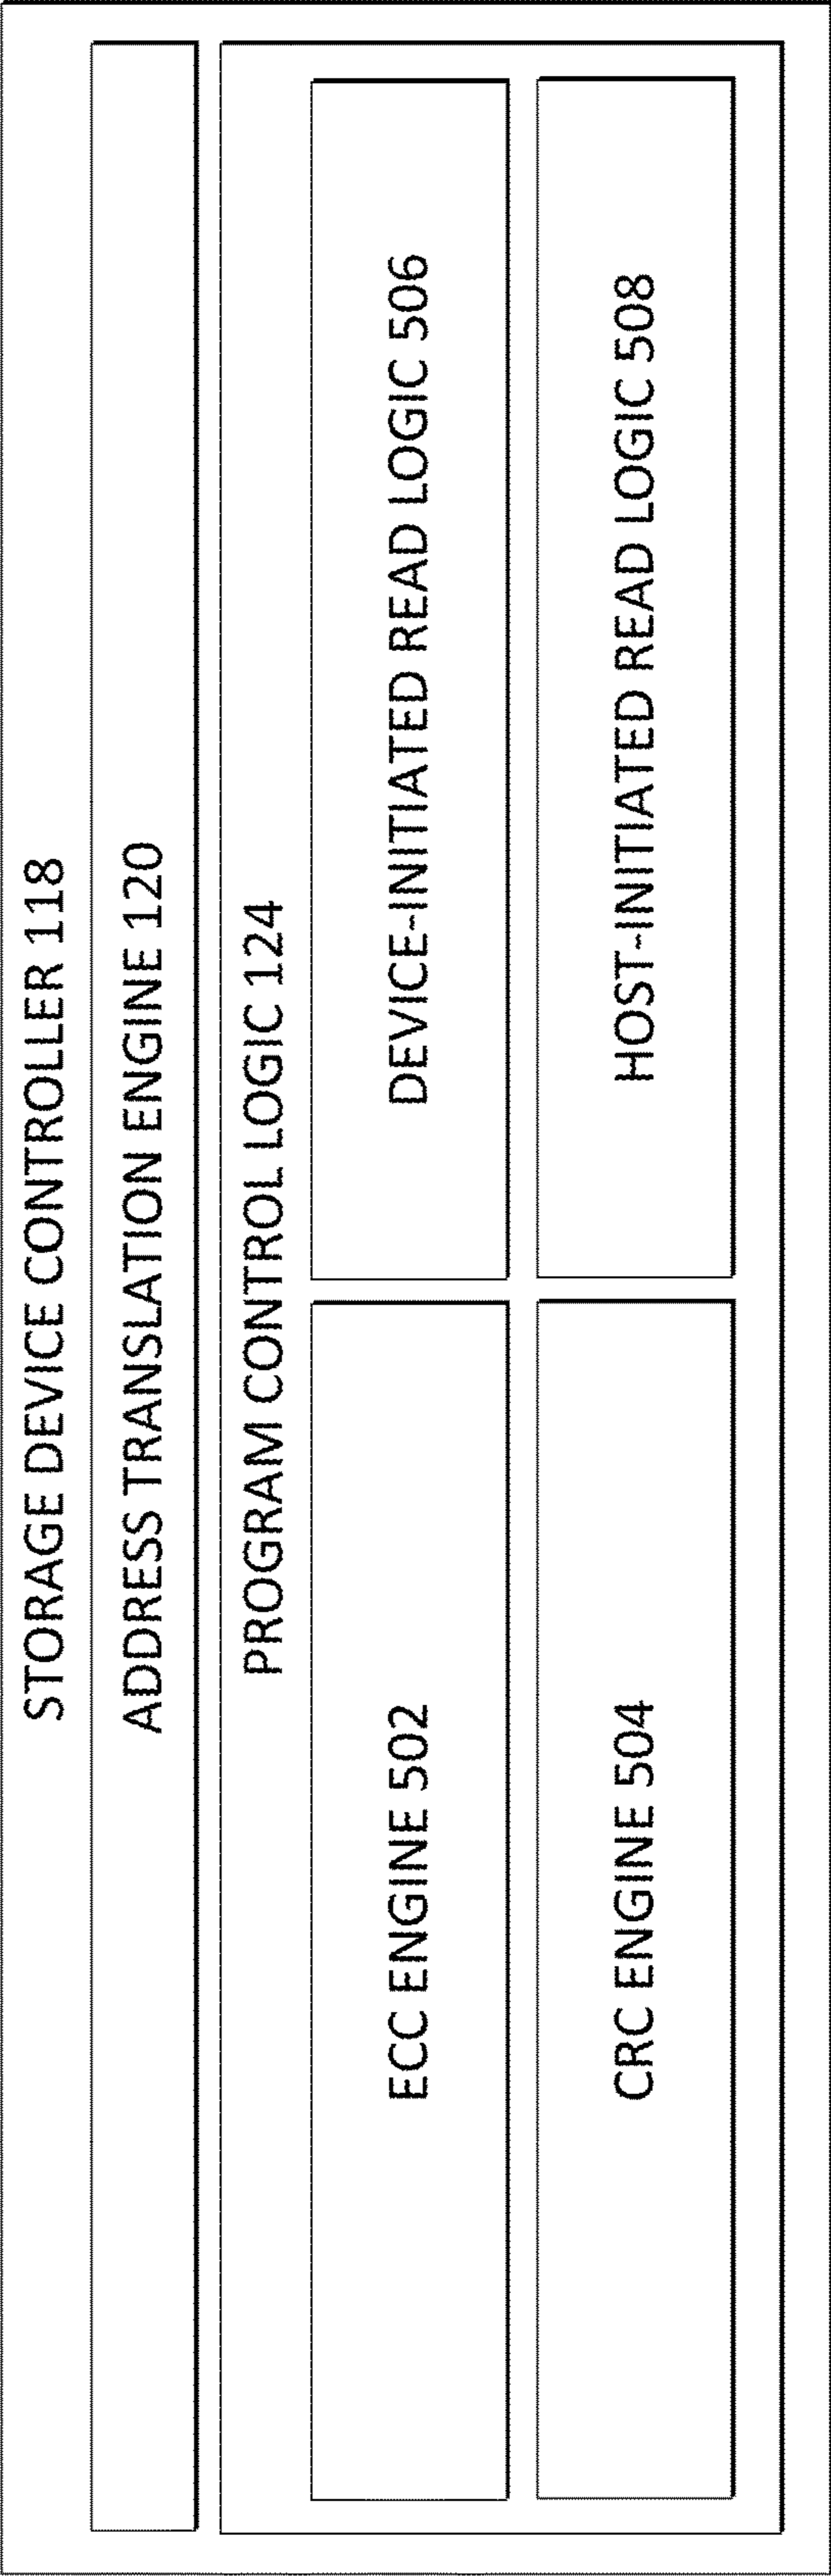 STORAGE DEVICE CONTROLLER 118
ADDRESS TRANSLATION ENGINE 120
PROGRAM CONTROL LOGIC 124
ECC ENGINE 502
DEVICE-INITIATED READ LOGIC 506
CRC ENGINE 504
HOST-INITIATED READ LOGIC 508